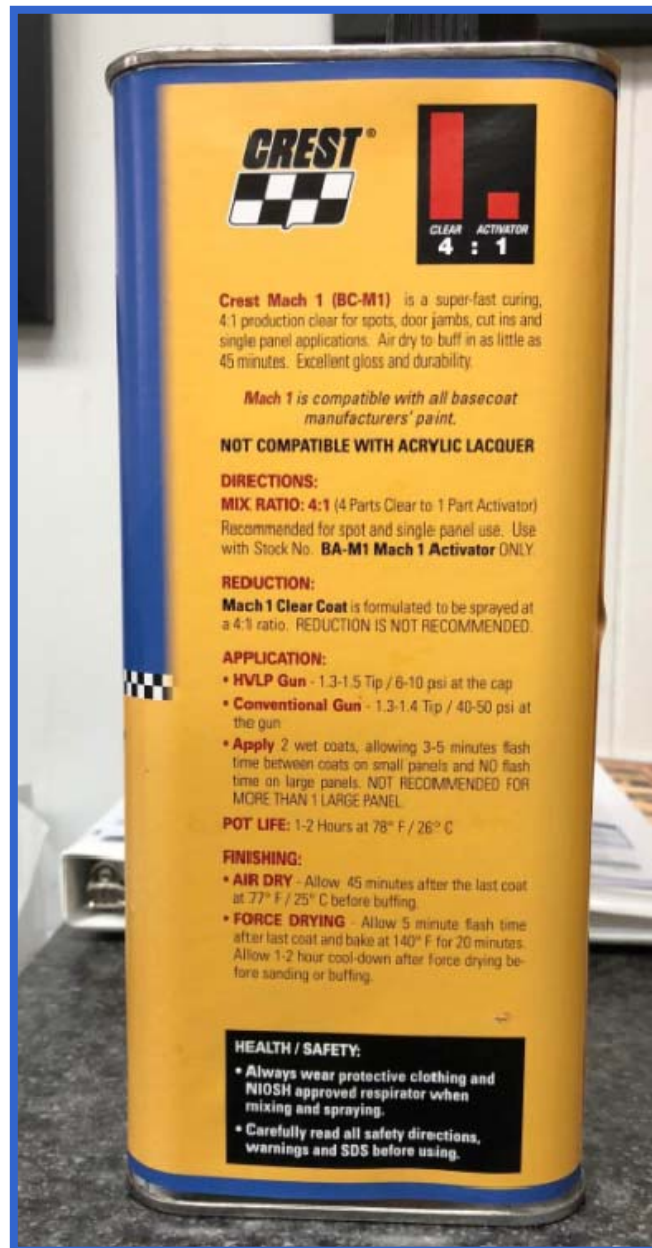 CREST®
CLEAR ACTIVATOR
4 : 1
Crest Mach 1 (BC-M1) is a super-fast curing,
4:1 production clear for spots, door jambs, cut ins and
single panel applications. Air dry to buff in as little as
45 minutes. Excellent gloss and durability.
Mach 1 is compatible with all basecoat
manufacturers' paint.
NOT COMPATIBLE WITH ACRYLIC LACQUER
DIRECTIONS:
MIX RATIO: 4:1 (4 Parts Clear to 1 Part Activator)
Recommended for spot and single panel use. Use
with Stock No. BA-M1 Mach 1 Activator ONLY.
REDUCTION:
Mach 1 Clear Coat is formulated to be sprayed at
a 4:1 ratio. REDUCTION IS NOT RECOMMENDED.
APPLICATION:
• HVLP Gun - 1.3-1.5 Tip / 6-10 psi at the cap
• Conventional Gun - 1.3-1.4 Tip / 40-50 psi at
the gun
• Apply 2 wet coats, allowing 3-5 minutes flash
time between coats on small panels and NO flash
time on large panels. NOT RECOMMENDED FOR
MORE THAN 1 LARGE PANEL.
POT LIFE: 1-2 Hours at 78° F / 26° C
FINISHING:
• AIR DRY - Allow 45 minutes after the last coat
at 77° F / 25° C before buffing.
• FORCE DRYING - Allow 5 minute flash time
after last coat and bake at 140° F for 20 minutes.
Allow 1-2 hour cool-down after force drying be-
fore sanding or buffing.
HEALTH / SAFETY:
• Always wear protective clothing and
NIOSH approved respirator when
mixing and spraying.
• Carefully read all safety directions,
warnings and SDS before using.